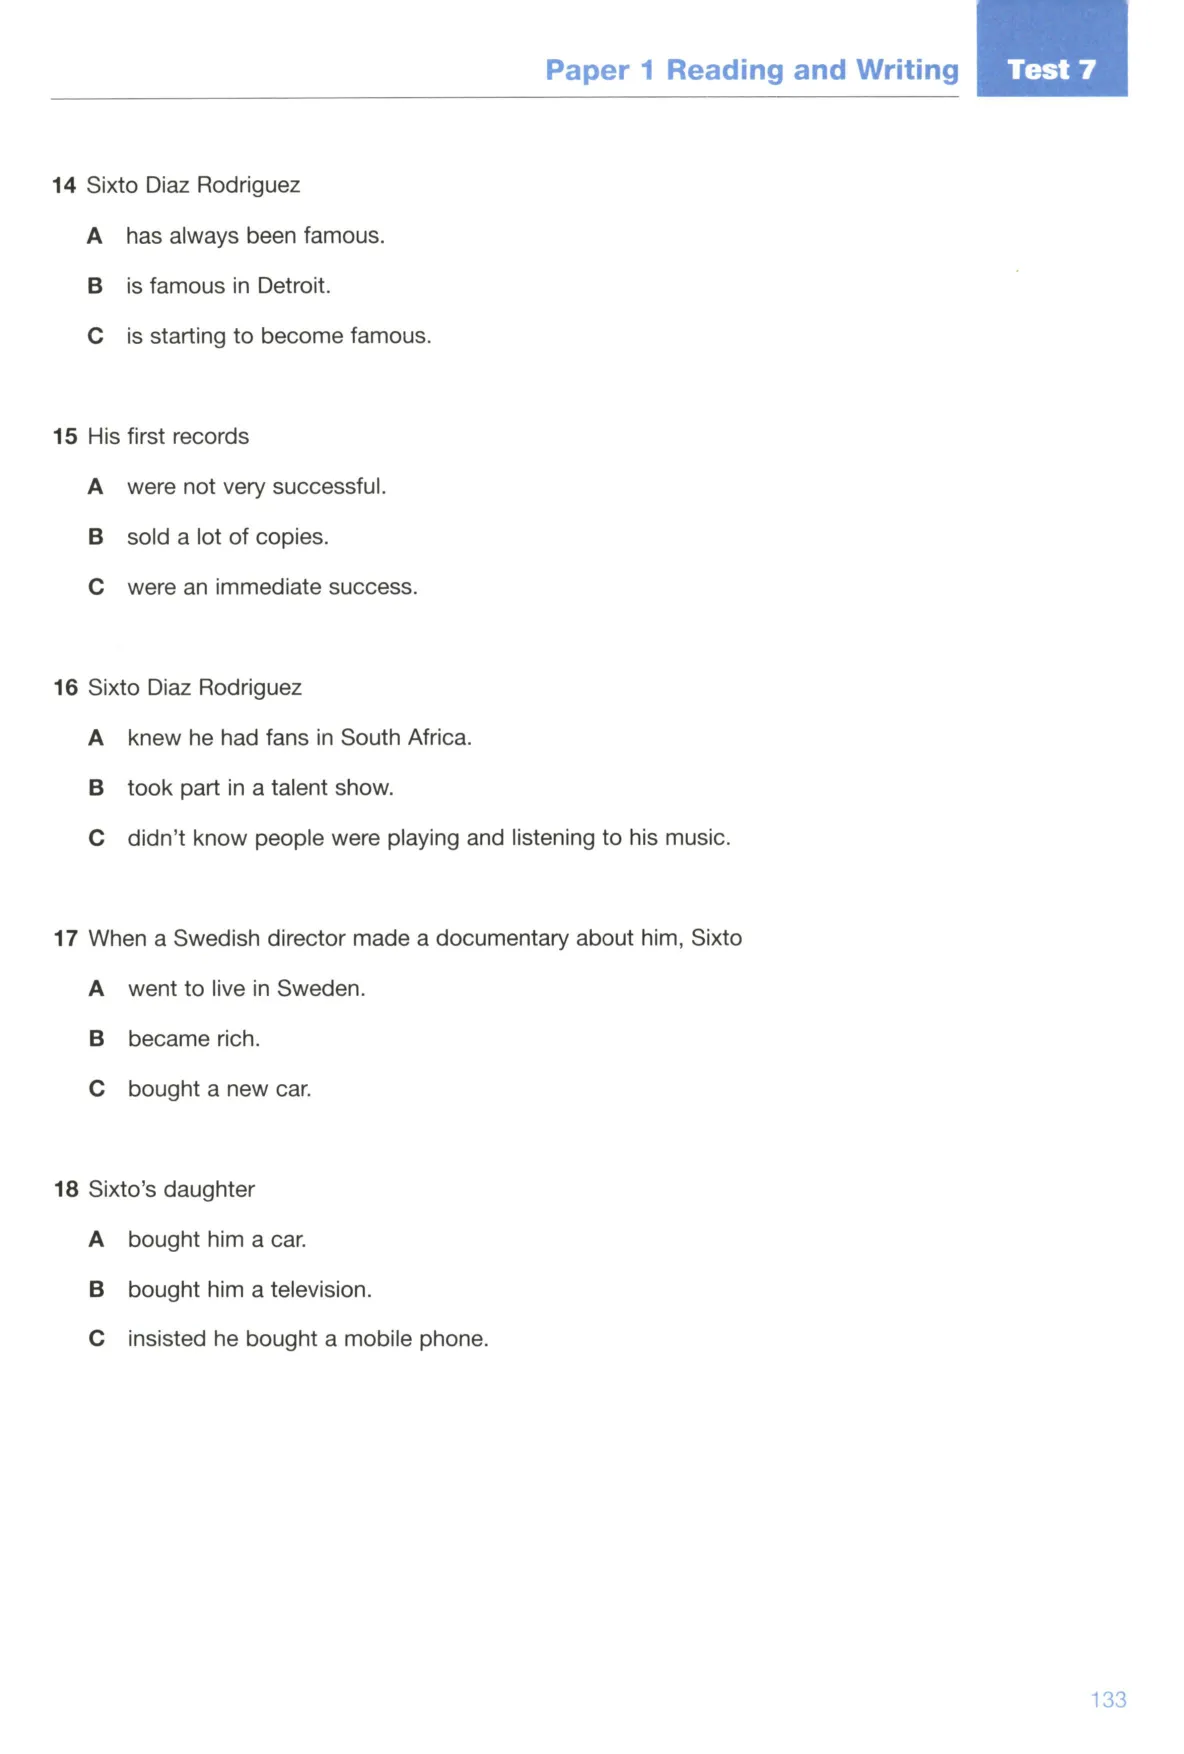 Paper 1 Reading and Writing Test 7
14 Sixto Diaz Rodriguez
A has always been famous.
B is famous in Detroit.
C is starting to become famous.
15 His first records
A were not very successful.
B sold a lot of copies.
C were an immediate success.
16 Sixto Diaz Rodriguez
A knew he had fans in South Africa.
B took part in a talent show.
C didn't know people were playing and listening to his music.
17 When a Swedish director made a documentary about him, Sixto
A went to live in Sweden.
B became rich.
C bought a new car.
18 Sixto's daughter
A bought him a car.
B bought him a television.
C insisted he bought a mobile phone.
133